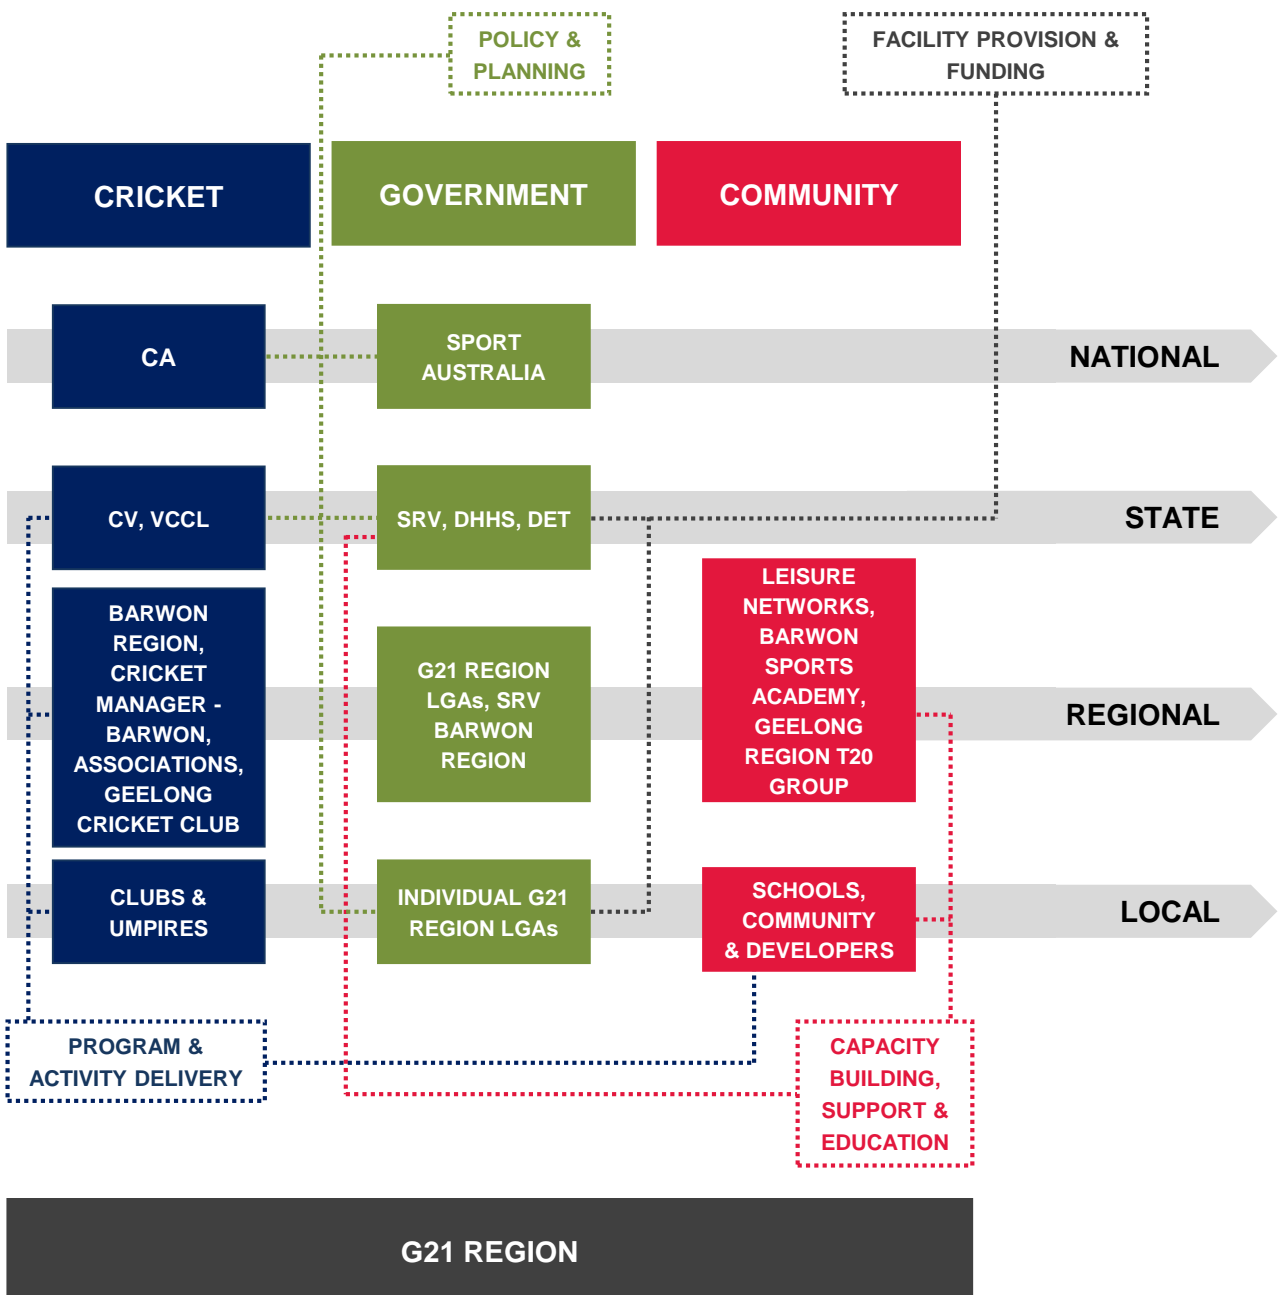 POLICY &
PLANNING
FACILITY PROVISION &
FUNDING
CRICKET
GOVERNMENT
COMMUNITY
CA
SPORT
AUSTRALIA
NATIONAL
CV, VCCL
SRV, DHHS, DET
STATE
BARWON
REGION,
CRICKET
MANAGER -
BARWON,
ASSOCIATIONS,
GEELONG
CRICKET CLUB
G21 REGION
LGAs, SRV
BARWON
REGION
LEISURE
NETWORKS,
BARWON
SPORTS
ACADEMY,
GEELONG
REGION T20
GROUP
REGIONAL
CLUBS &
UMPIRES
INDIVIDUAL G21
REGION LGAs
SCHOOLS,
COMMUNITY
& DEVELOPERS
LOCAL
PROGRAM &
ACTIVITY DELIVERY
CAPACITY
BUILDING,
SUPPORT &
EDUCATION
G21 REGION